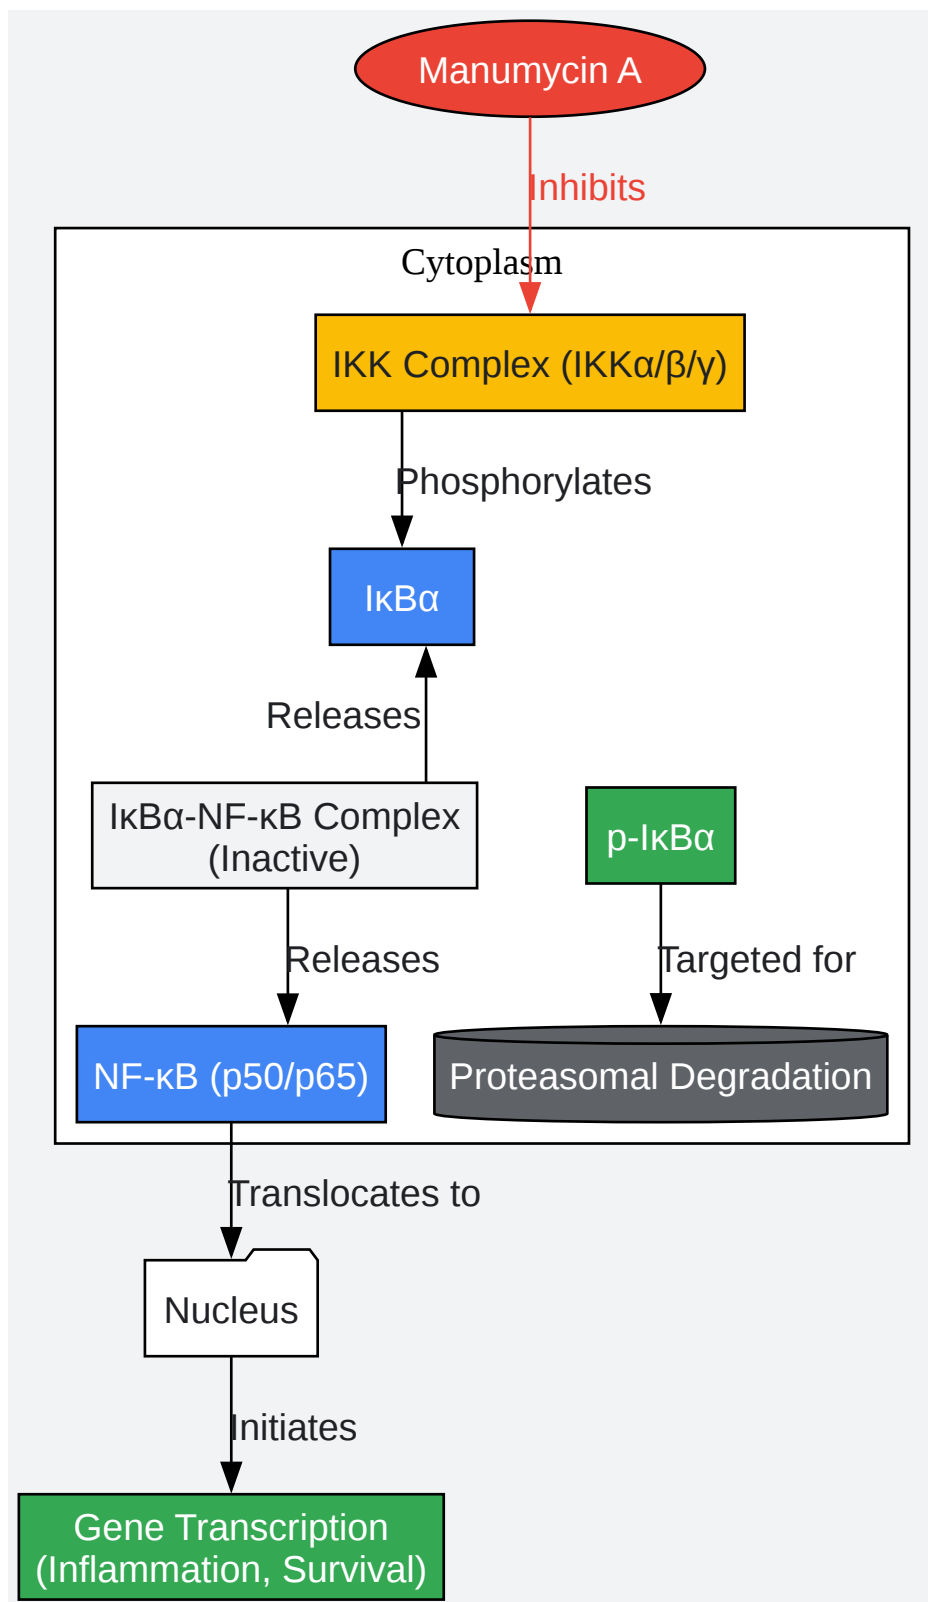 Manumycin A
Inhibits
Cytoplasm
IKK Complex (IKKα/β/γ)
Phosphorylates
IκBα
Releases
IκBα-NF-κB Complex
(Inactive)
p-IκBα
Releases
Targeted for
NF-κB (p50/p65)
Proteasomal Degradation
Translocates to
Nucleus
Initiates
Gene Transcription
(Inflammation, Survival)